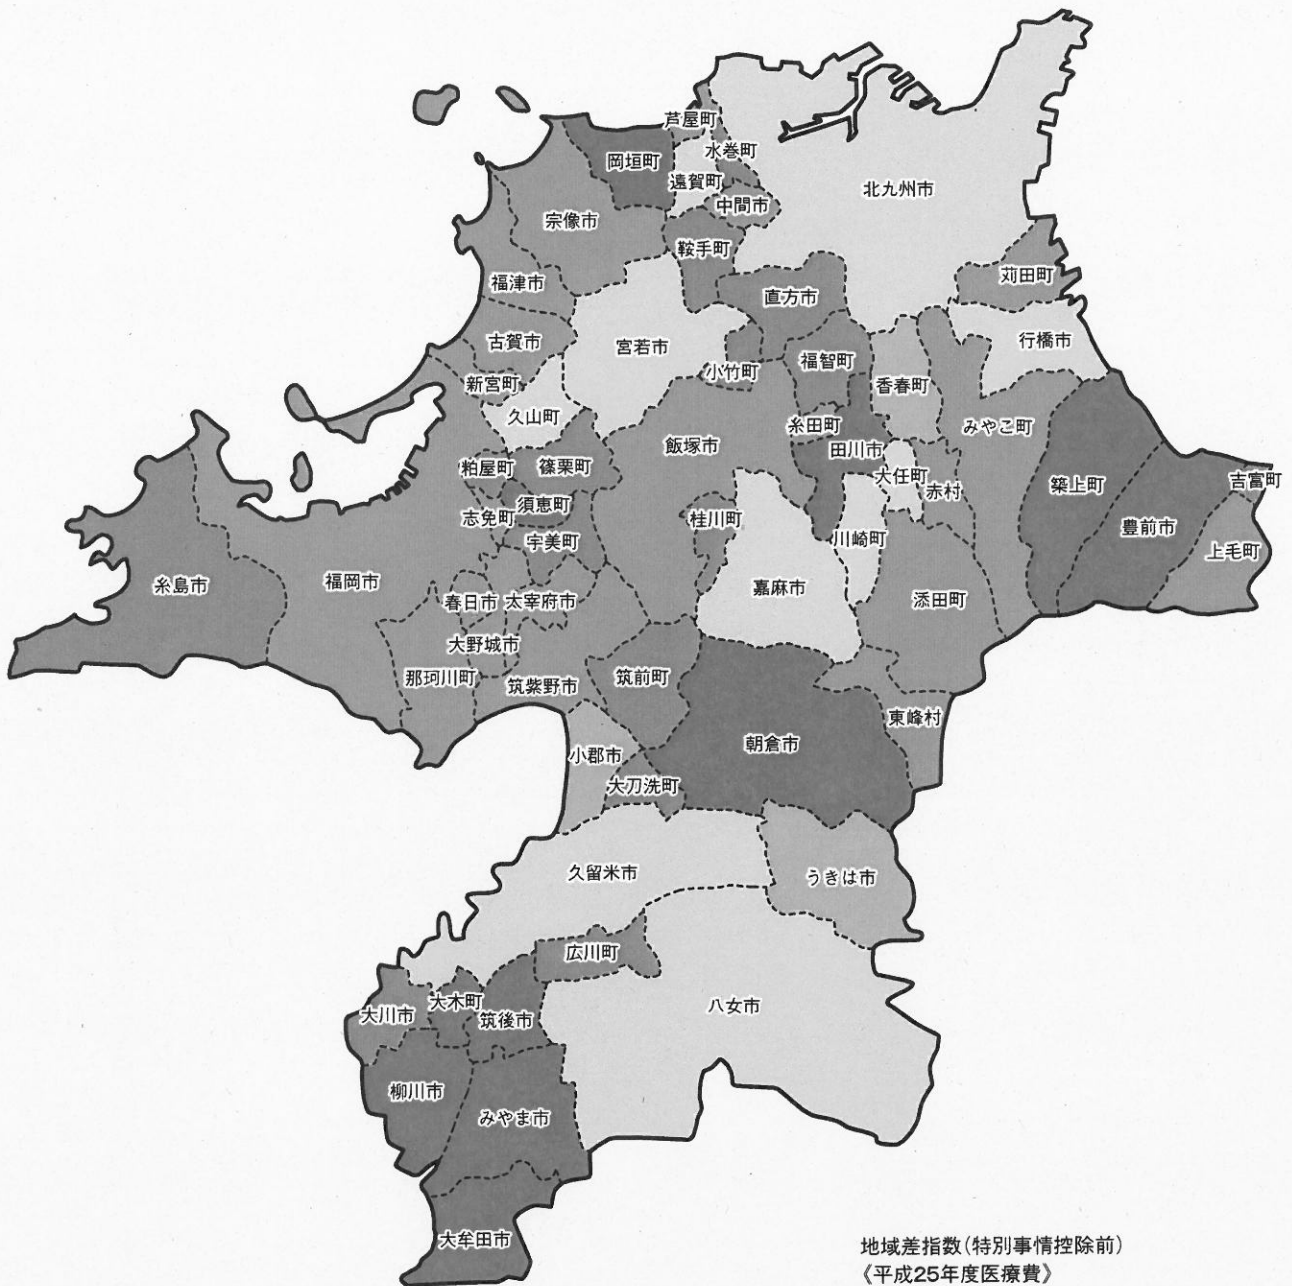 芦屋町
岡垣町
水巻町
遠賀町
北九州市
中間市
宗像市
鞍手町
苅田町
福津市
直方市
古賀市
宮若市
行橋市
福智町
小竹町
新宮町
香春町
久山町
糸田町
みやこ町
飯塚市
田川市
粕屋町
篠栗町
大任町
吉富町
赤村
築上町
須恵町
志免町
桂川町
豊前市
宇美町
川崎町
上毛町
福岡市
糸島市
嘉麻市
春日市
太宰府市
添田町
大野城市
那珂川町
筑前町
筑紫野市
東峰村
朝倉市
小郡市
大刀洗町
久留米市
うきは市
広川町
大木町
八女市
大川市
筑後市
柳川市
みやま市
大牟田市
地域差指数(特別事情控除前)
《平成25年度医療費》